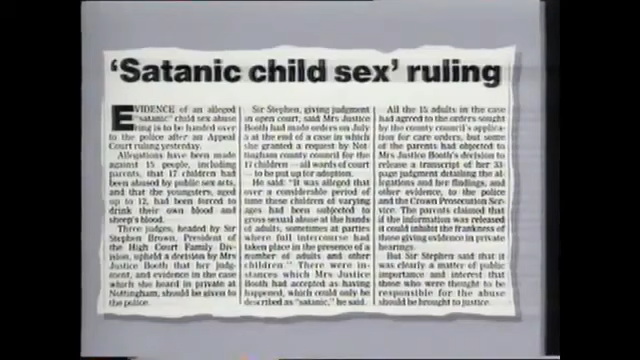 ‘Satanic child sex’ ruling
EVIDENCE of an alleged
“satanic” child sex abuse
ring is to be handed over
to the police after an Appeal
Court ruling yesterday.
Allegations have been made
against 15 people, including
parents, that 17 children had
been abused by public sex acts,
and that the youngsters, aged
up to 12, had been forced to
drink their own blood and
sheep's blood.
Three judges, headed by Sir
Stephen Brown, President of
the High Court Family Div-
ision, upheld a decision by Mrs
Justice Booth that her judg-
ment, and evidence in the case
which she heard in private at
Nottingham, should be given to
the police.
Sir Stephen, giving judgment
in open court, said Mrs Justice
Booth had made orders on July
at the end of a case in which
she granted a request by Not-
tingham county council for the
17 children — all wards of court
— to be put up for adoption.
He said: “It was alleged that
over a considerable period of
time these children of varying
ages had been subjected to
gross sexual abuse at the hands
of adults, sometimes at parties
where full intercourse had
taken place in the presence of
a number of adults and other
children.” There were in-
stances which Mrs Justice
Booth had accepted as having
happened, which could only be
described as “satanic,” he said.
All the 15 adults in the case
had agreed to the orders sought
by the county council's applica-
tion for care orders, but some
of the parents had objected to
Mrs Justice Booth's decision to
release a transcript of her 33-
page judgment detailing the al-
legations and her findings, and
other evidence, to the police
and the Crown Prosecution Ser-
vice. The parents claimed that
if the information was released
it could inhibit the frankness of
those giving evidence in private
hearings.
But Sir Stephen said that it
was clearly a matter of public
importance and interest that
those who were thought to be
responsible for the abuse
should be brought to justice.